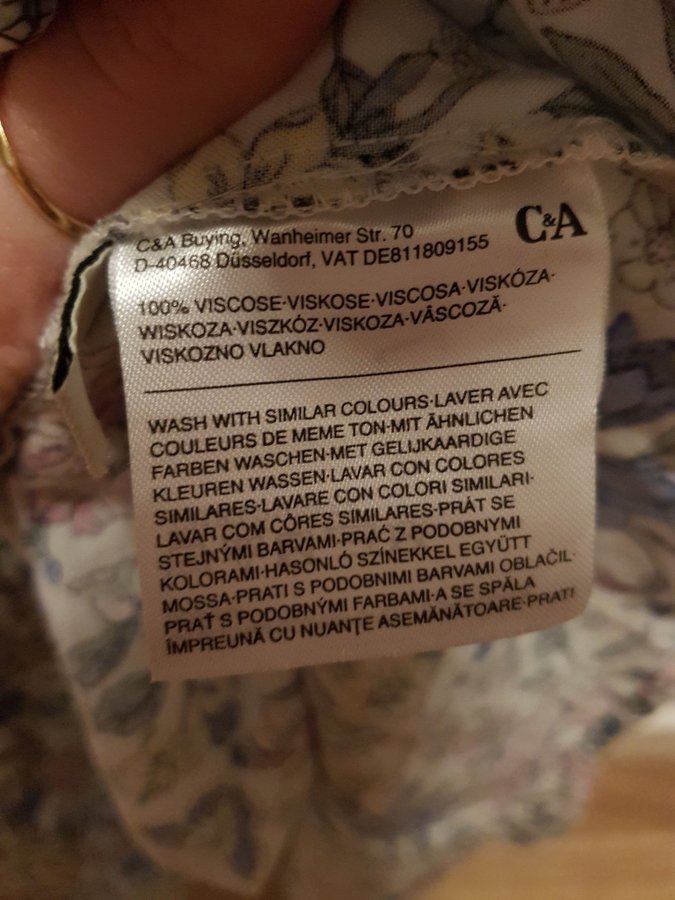 C&A
C&A Buying, Wanheimer Str. 70
D-40468 Düsseldorf, VAT DE811809155
100% VISCOSE·VISKOSE·VISCOSA·VISKÓZA·
WISKOZA·VISZKÓZ·VISKOZA·VÂSCOZĂ·
VISKOZNO VLAKNO
WASH WITH SIMILAR COLOURS·LAVER AVEC
COULEURS DE MEME TON·MIT ÄHNLICHEN
FARBEN WASCHEN·MET GELIJKAARDIGE
KLEUREN WASSEN·LAVAR CON COLORES
SIMILARES·LAVARE CON COLORI SIMILARI·
LAVAR COM CÔRES SIMILARES·PRÁT SE
STEJNÝMI BARVAMI·PRAĆ Z PODOBNYMI
KOLORAMI·HASONLÓ SZÍNEKKEL EGYÜTT
MOSSA·PRATI S PODOBNIMI BARVAMI OBLAČIL·
PRAŤ S PODOBNÝMI FARBAMI·A SE SPĂLA
ÎMPREUNĂ CU NUANŢE ASEMĂNĂTOARE·PRATI